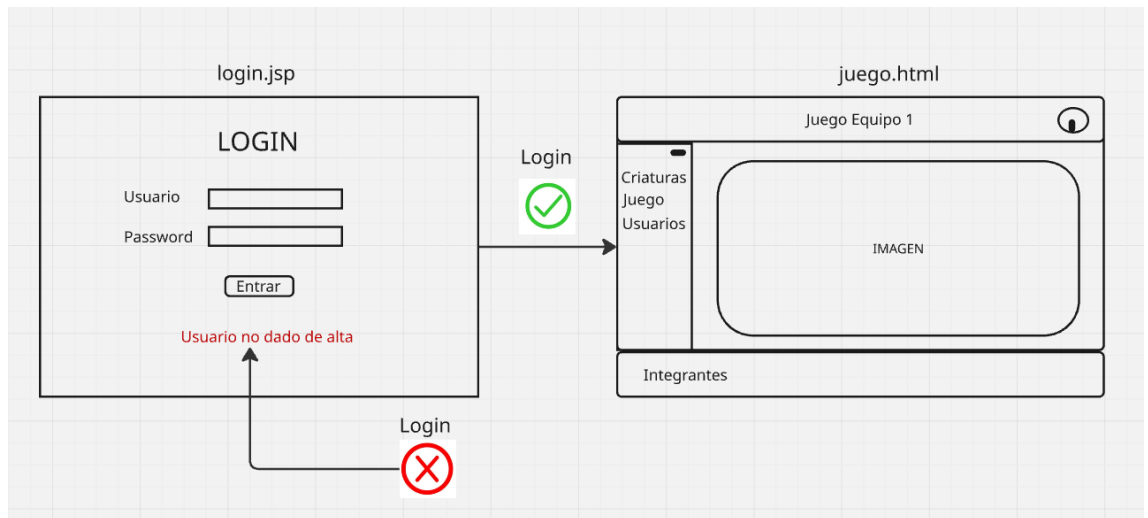 login.jsp
LOGIN
Usuario
Password
Entrar
Usuario no dado de alta
Login
Login
juego.html
Juego Equipo 1
Criaturas
Juego
Usuarios
IMAGEN
Integrantes